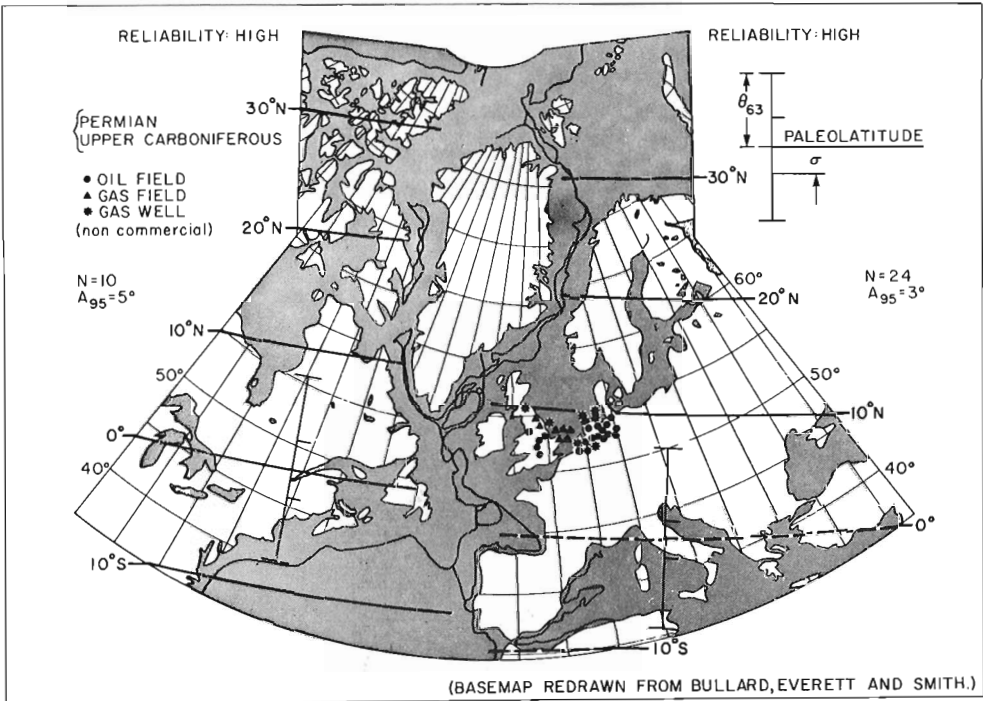 RELIABILITY: HIGH
RELIABILITY: HIGH
30°N
{PERMIAN
UPPER CARBONIFEROUS
θ63
PALEOLATITUDE
σ
● OIL FIELD
▲ GAS FIELD
✸ GAS WELL
(non commercial)
30°N
20°N
N=10
A95=5°
60°
20°N
N=24
A95=3°
10°N
50°
50°
10°N
0°
40°
40°
0°
10°S
10°S
(BASEMAP REDRAWN FROM BULLARD, EVERETT AND SMITH.)